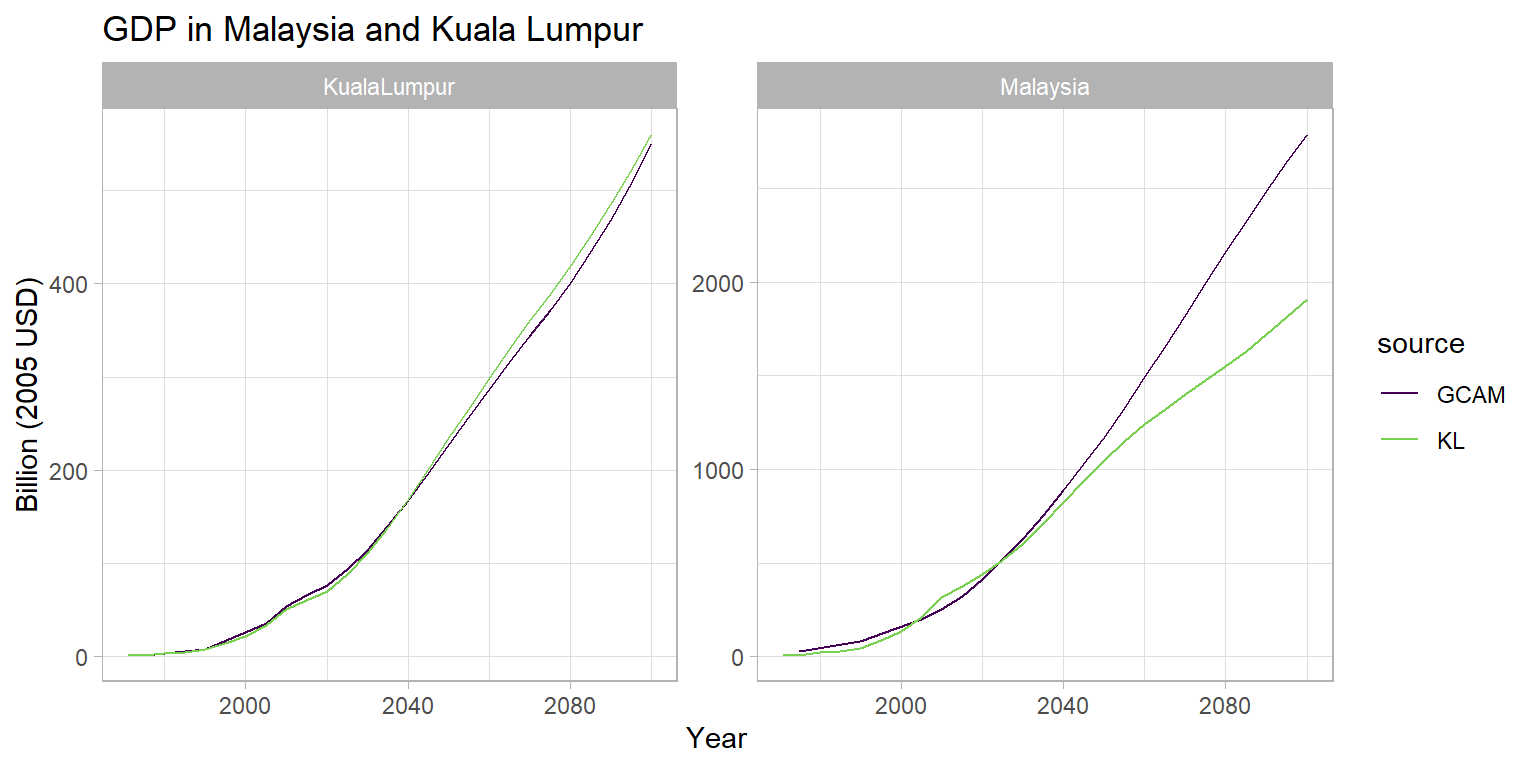 GDP in Malaysia and Kuala Lumpur
KualaLumpur
Malaysia
Billion (2005 USD)
400
200
0
2000
1000
0
2000
2040
2080
2000
2040
2080
Year
source
GCAM
KL